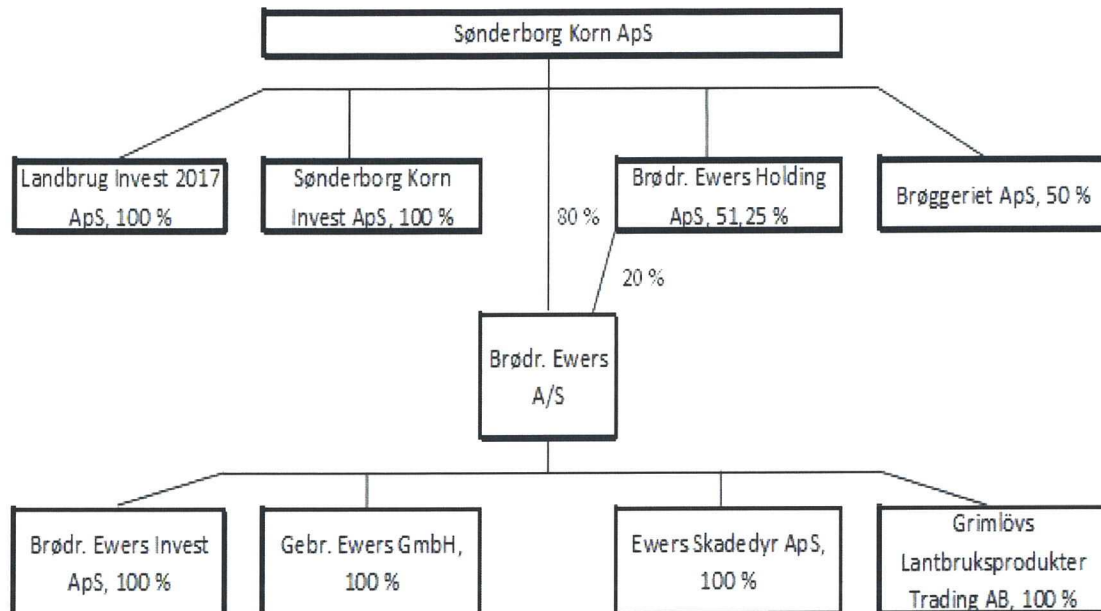 Sønderborg Korn ApS
Landbrug Invest 2017
ApS, 100 %
Sønderborg Korn
Invest ApS, 100 %
80 %
Brødr. Ewers Holding
ApS, 51,25 %
Brøggeriet ApS, 50 %
20 %
Brødr. Ewers
A/S
Brødr. Ewers Invest
ApS, 100 %
Gebr. Ewers GmbH,
100 %
Ewers Skadedyr ApS,
100 %
Grimlövs
Lantbruksprodukter
Trading AB, 100 %